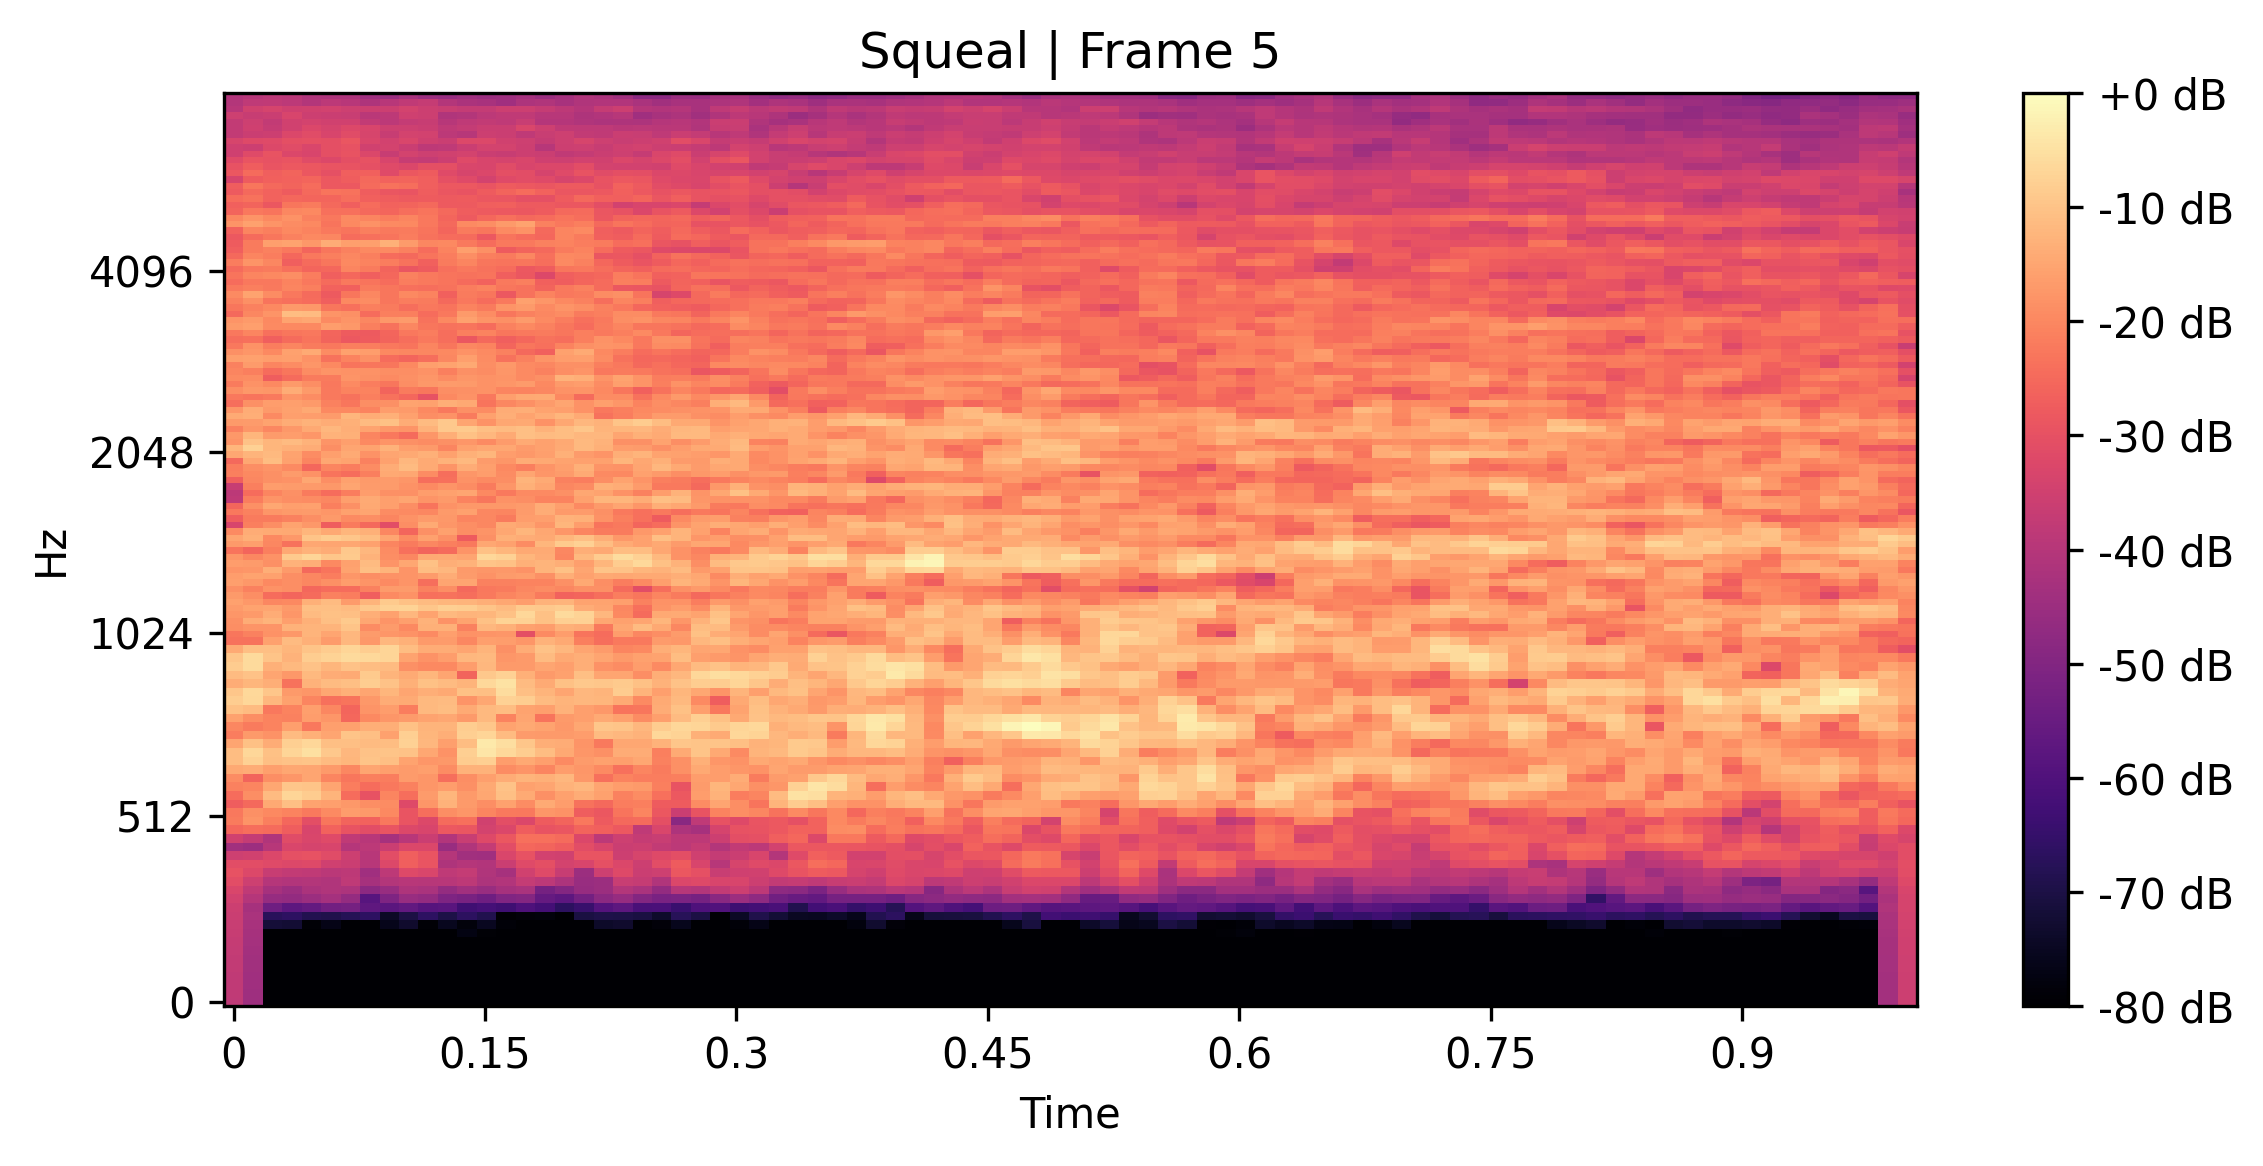 Squeal | Frame 5
+0 dB
-10 dB
-20 dB
-30 dB
-40 dB
-50 dB
-60 dB
-70 dB
-80 dB
4096
2048
1024
512
0
Hz
0 0.15 0.3 0.45 0.6 0.75 0.9
Time